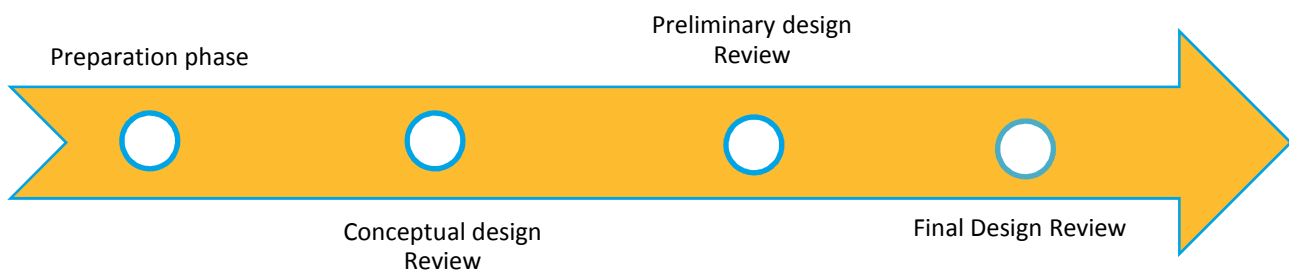 Preparation phase
Conceptual design
Review
Preliminary design
Review
Final Design Review